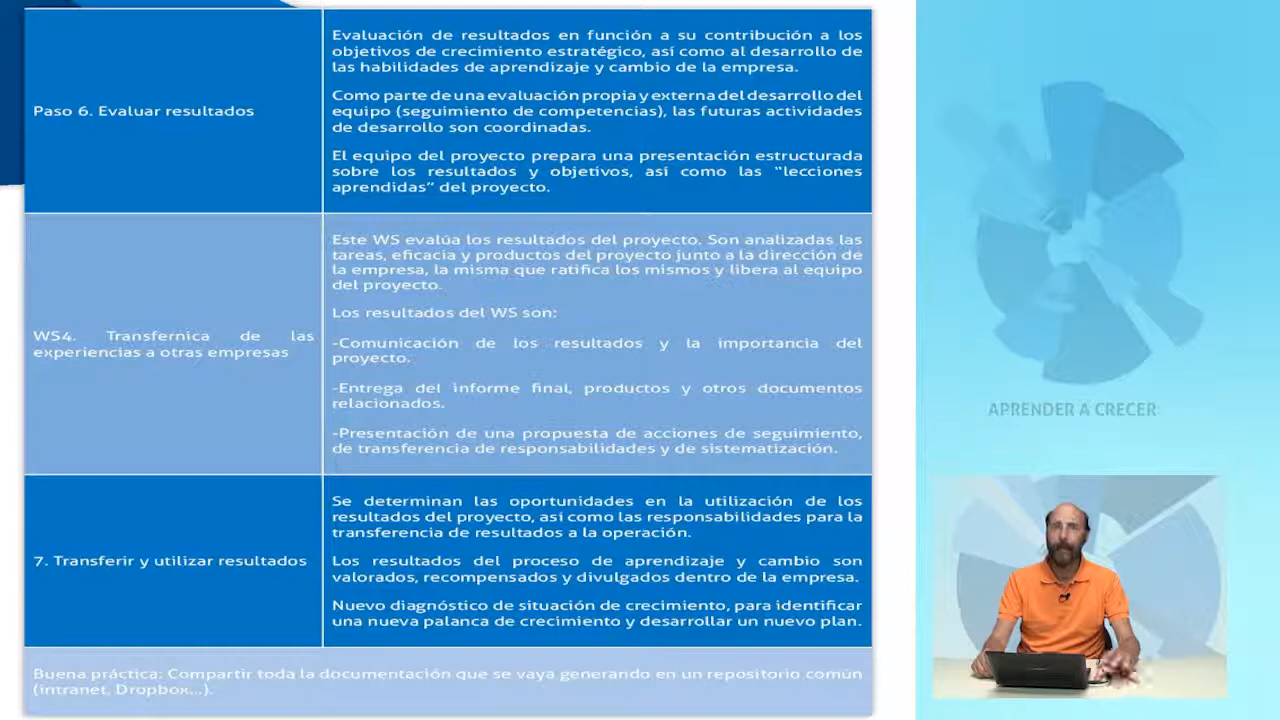 Paso 6. Evaluar resultados
Evaluación de resultados en función a su contribución a los
objetivos de crecimiento estratégico, así como al desarrollo de
las habilidades de aprendizaje y cambio de la empresa.
Como parte de una evaluación propia y externa del desarrollo del
equipo (seguimiento de competencias), las futuras actividades
de desarrollo son coordinadas.
El equipo del proyecto prepara una presentación estructurada
sobre los resultados y objetivos, así como las “lecciones
aprendidas” del proyecto.
WS4. Transfernica de las
experiencias a otras empresas
Este WS evalúa los resultados del proyecto. Son analizadas las
tareas, eficacia y productos del proyecto junto a la dirección de
la empresa, la misma que ratifica los mismos y libera al equipo
del proyecto.
Los resultados del WS son:
-Comunicación de los resultados y la importancia del
proyecto.
-Entrega del informe final, productos y otros documentos
relacionados.
-Presentación de una propuesta de acciones de seguimiento,
de transferencia de responsabilidades y de sistematización.
7. Transferir y utilizar resultados
Se determinan las oportunidades en la utilización de los
resultados del proyecto, así como las responsabilidades para la
transferencia de resultados a la operación.
Los resultados del proceso de aprendizaje y cambio son
valorados, recompensados y divulgados dentro de la empresa.
Nuevo diagnóstico de situación de crecimiento, para identificar
una nueva palanca de crecimiento y desarrollar un nuevo plan.
Buena práctica: Compartir toda la documentación que se vaya generando en un repositorio común
(intranet, Dropbox...).
APRENDER A CRECER